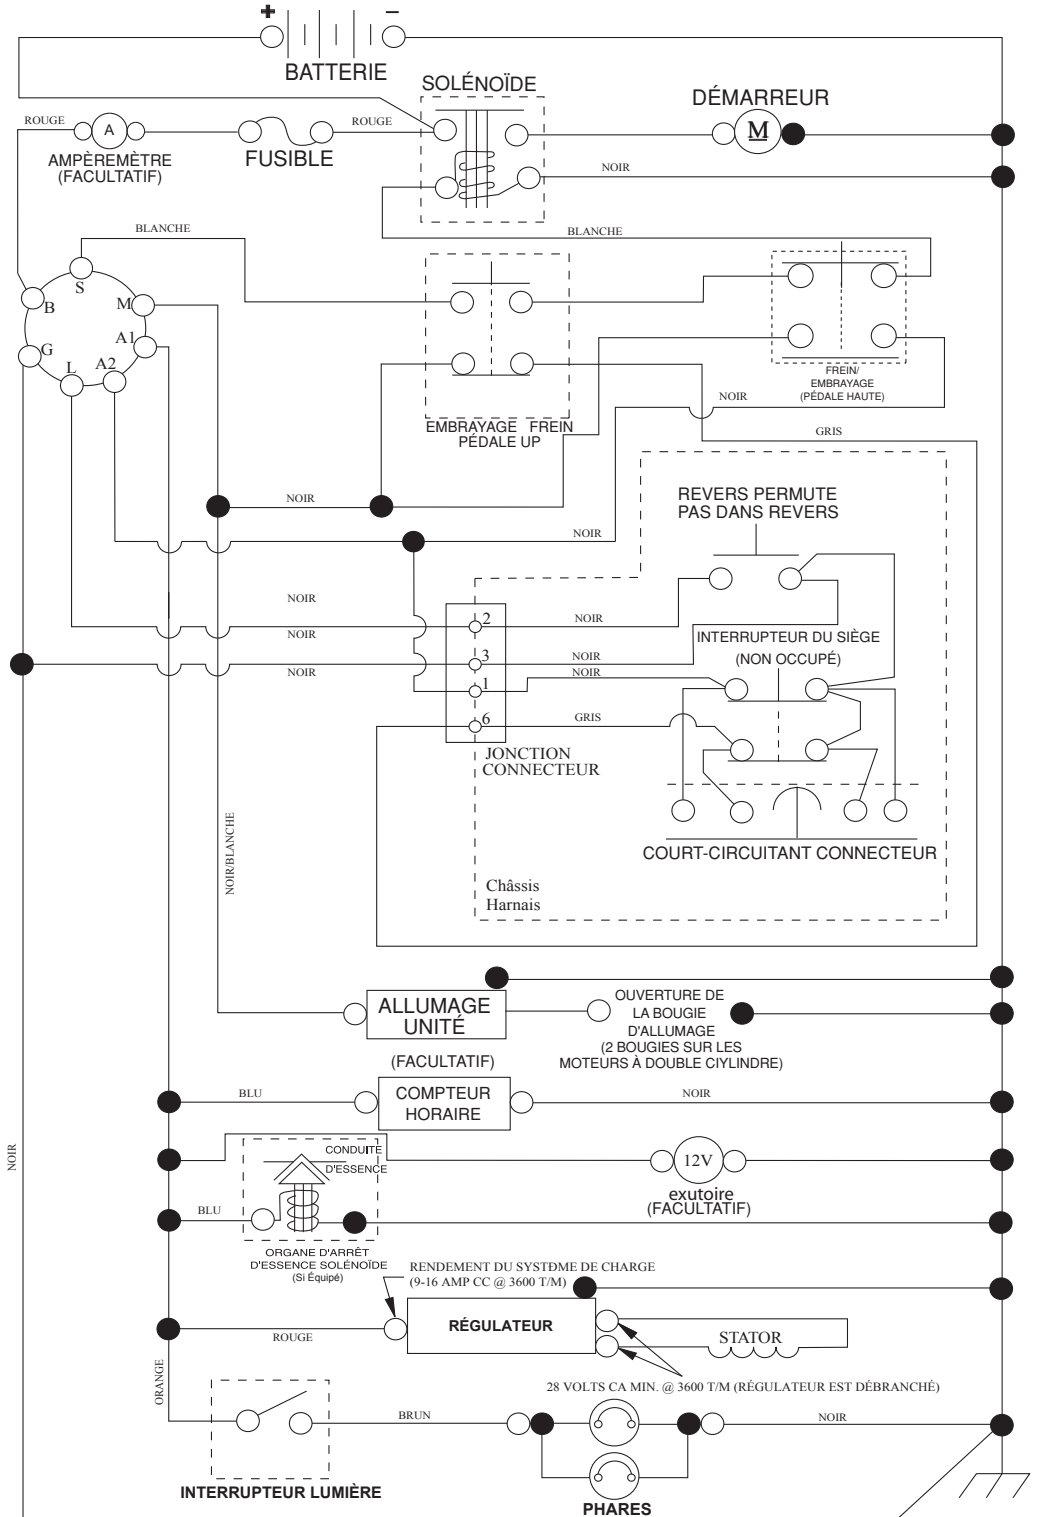 + −
BATTERIE
SOLÉNOÏDE
DÉMARREUR
ROUGE
A
ROUGE
M
AMPÈREMÈTRE
(FACULTATIF)
FUSIBLE
NOIR
BLANCHE
BLANCHE
S
B
M
A1
G
L
A2
FREIN/
EMBRAYAGE
(PÉDALE HAUTE)
NOIR
EMBRAYAGE FREIN
PÉDALE UP
GRIS
NOIR
REVERS PERMUTE
PAS DANS REVERS
NOIR
NOIR
2
NOIR
NOIR
INTERRUPTEUR DU SIÈGE
(NON OCCUPÉ)
3
NOIR
NOIR
NOIR
1
6
GRIS
JONCTION
CONNECTEUR
NOIR/BLANCHE
COURT-CIRCUITANT CONNECTEUR
Châssis
Harnais
ALLUMAGE
UNITÉ
OUVERTURE DE
LA BOUGIE
D'ALLUMAGE
(2 BOUGIES SUR LES
MOTEURS À DOUBLE CIYLINDRE)
(FACULTATIF)
BLU
COMPTEUR
HORAIRE
NOIR
NOIR
CONDUITE
D'ESSENCE
12V
exutoire
(FACULTATIF)
BLU
ORGANE D'ARRÊT
D'ESSENCE SOLÉNOÏDE
(Si Équipé)
RENDEMENT DU SYSTÐME DE CHARGE
(9-16 AMP CC @ 3600 T/M)
RÉGULATEUR
ROUGE
STATOR
ORANGE
28 VOLTS CA MIN. @ 3600 T/M (RÉGULATEUR EST DÉBRANCHÉ)
BRUN
NOIR
INTERRUPTEUR LUMIÈRE
PHARES